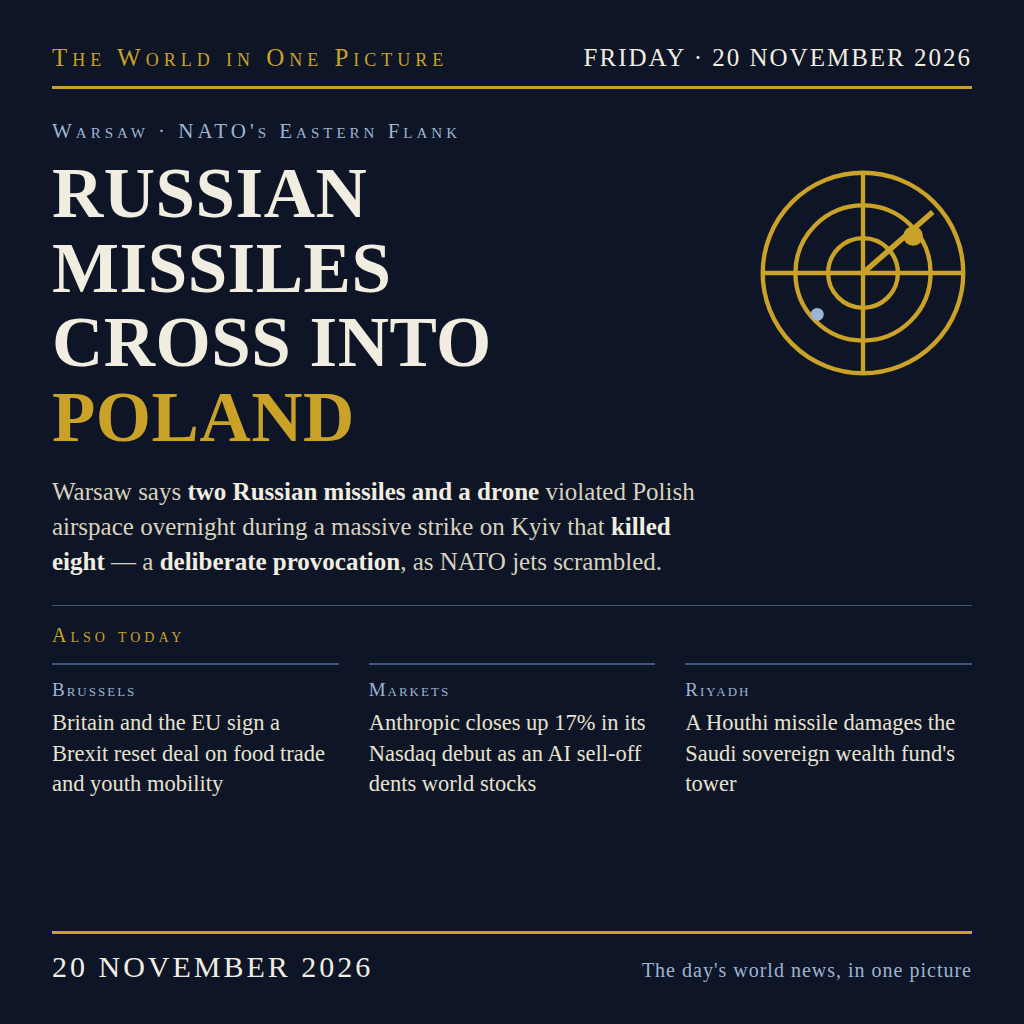 The World in One Picture
FRIDAY · 20 NOVEMBER 2026
Warsaw · NATO's Eastern Flank
RUSSIAN
MISSILES
CROSS INTO
POLAND
Warsaw says two Russian missiles and a drone violated Polish
airspace overnight during a massive strike on Kyiv that killed
eight — a deliberate provocation, as NATO jets scrambled.
Also today
Brussels
Britain and the EU sign a
Brexit reset deal on food trade
and youth mobility
Markets
Anthropic closes up 17% in its
Nasdaq debut as an AI sell-off
dents world stocks
Riyadh
A Houthi missile damages the
Saudi sovereign wealth fund's
tower
20 NOVEMBER 2026
The day's world news, in one picture